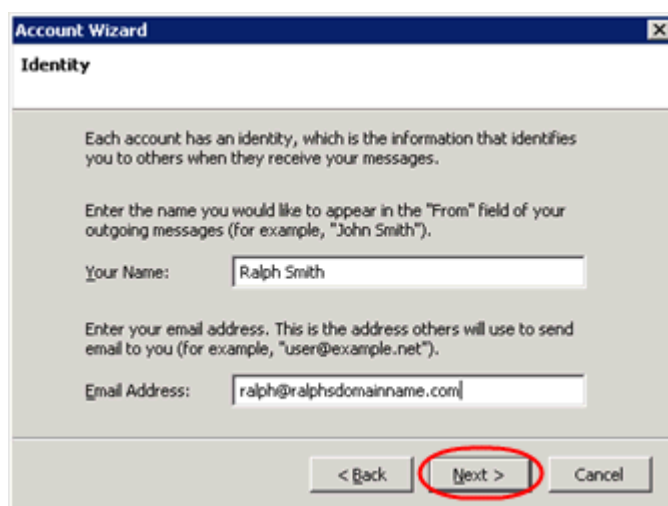 Account Wizard
Identity
Each account has an identity, which is the information that identifies
you to others when they receive your messages.
Enter the name you would like to appear in the "From" field of your
outgoing messages (for example, "John Smith").
Your Name: Ralph Smith
Enter your email address. This is the address others will use to send
email to you (for example, "user@example.net").
Email Address: ralph@ralphsdomainname.com
< Back Next > Cancel